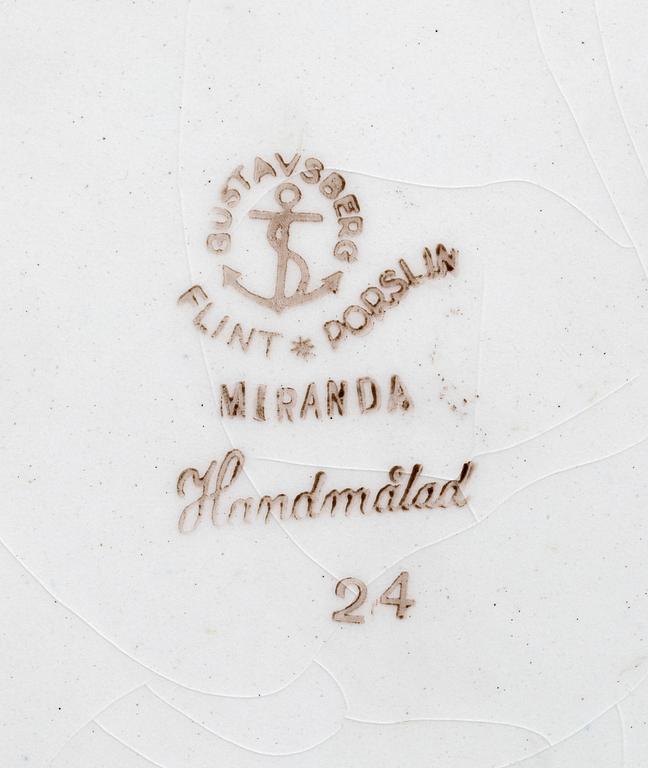 GUSTAVSBERG
FLINT * PORSLIN
MIRANDA
Handmålad
24